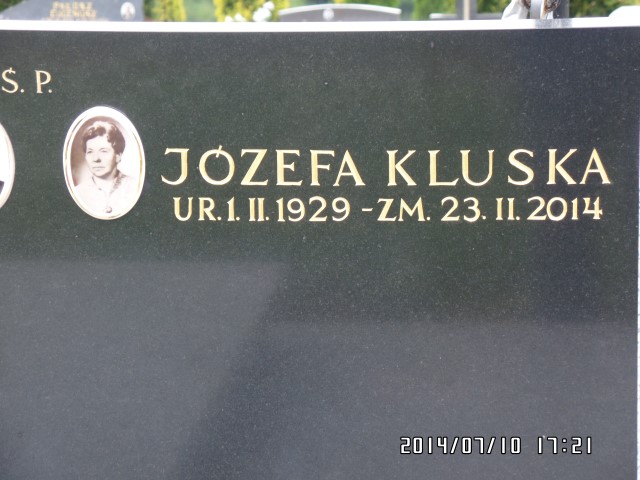 Ś. P.
JÓZEFA KLUSKA
UR. 1. II. 1929 - ZM. 23. II. 2014
2014/07/10 17:21